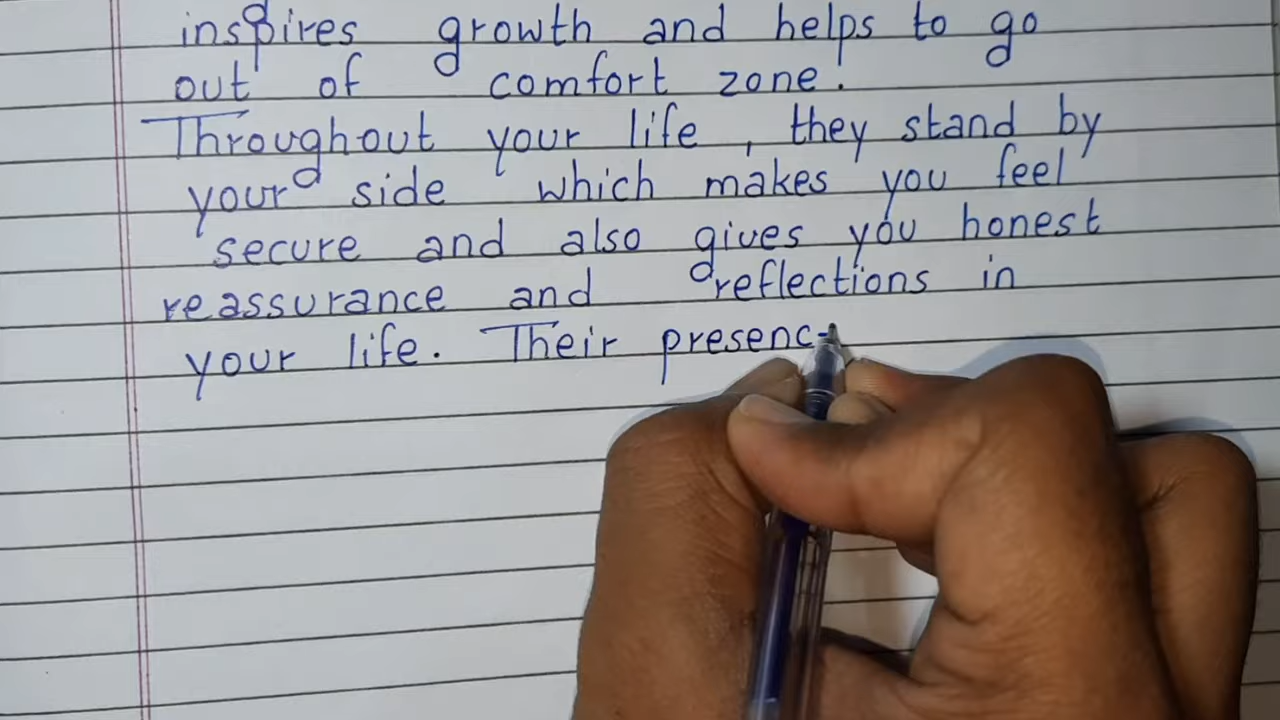 inspires growth and helps to go
out of comfort zone.
Throughout your life, they stand by
your side which makes you feel
secure and also gives you honest
reassurance and reflections in
your life. Their presenc